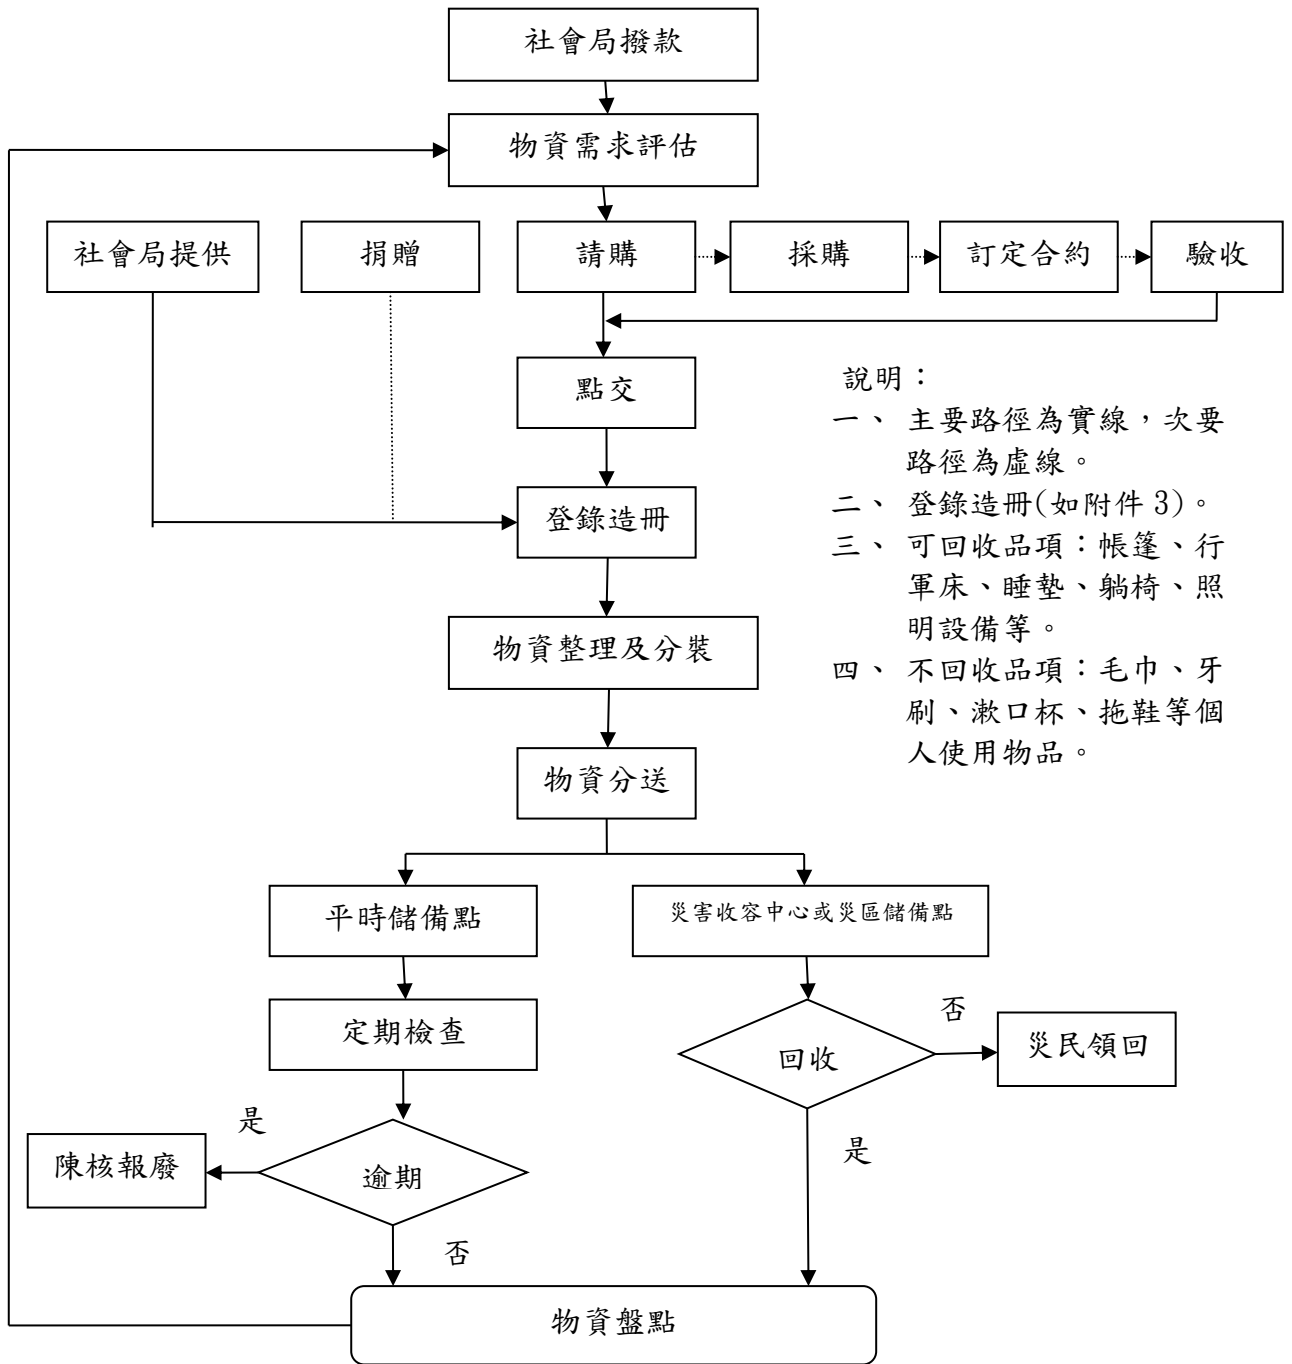 社會局撥款
物資需求評估
社會局提供
捐贈
請購
採購
訂定合約
驗收
點交
說明：
一、 主要路徑為實線，次要
路徑為虛線。
二、 登錄造冊(如附件 3)。
三、 可回收品項：帳篷、行
軍床、睡墊、躺椅、照
明設備等。
四、 不回收品項：毛巾、牙
刷、漱口杯、拖鞋等個
人使用物品。
登錄造冊
物資整理及分裝
物資分送
平時儲備點
災害收容中心或災區儲備點
定期檢查
回收
否
災民領回
是
陳核報廢
逾期
是
否
物資盤點